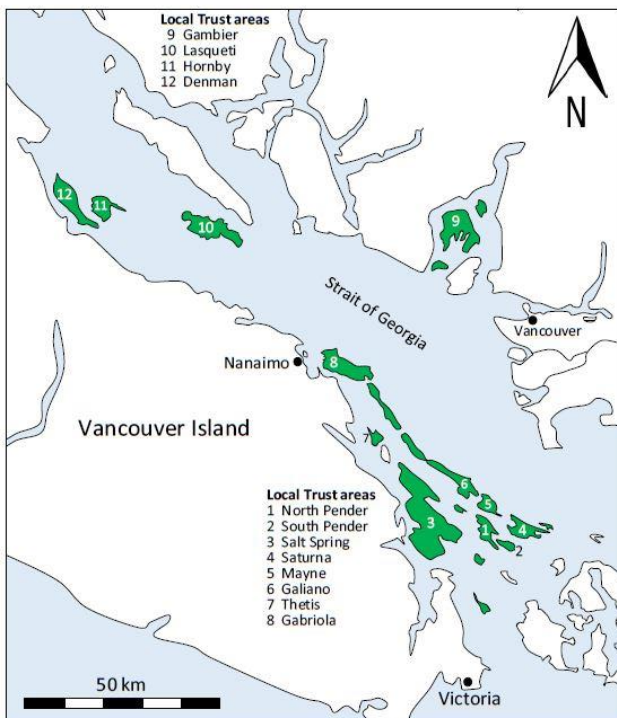 Local Trust areas
9 Gambier
10 Lasqueti
11 Hornby
12 Denman
N
12
11
10
9
Strait of Georgia
Vancouver
Nanaimo
8
Vancouver Island
7
6
5
3
1
4
2
Local Trust areas
1 North Pender
2 South Pender
3 Salt Spring
4 Saturna
5 Mayne
6 Galiano
7 Thetis
8 Gabriola
50 km
Victoria